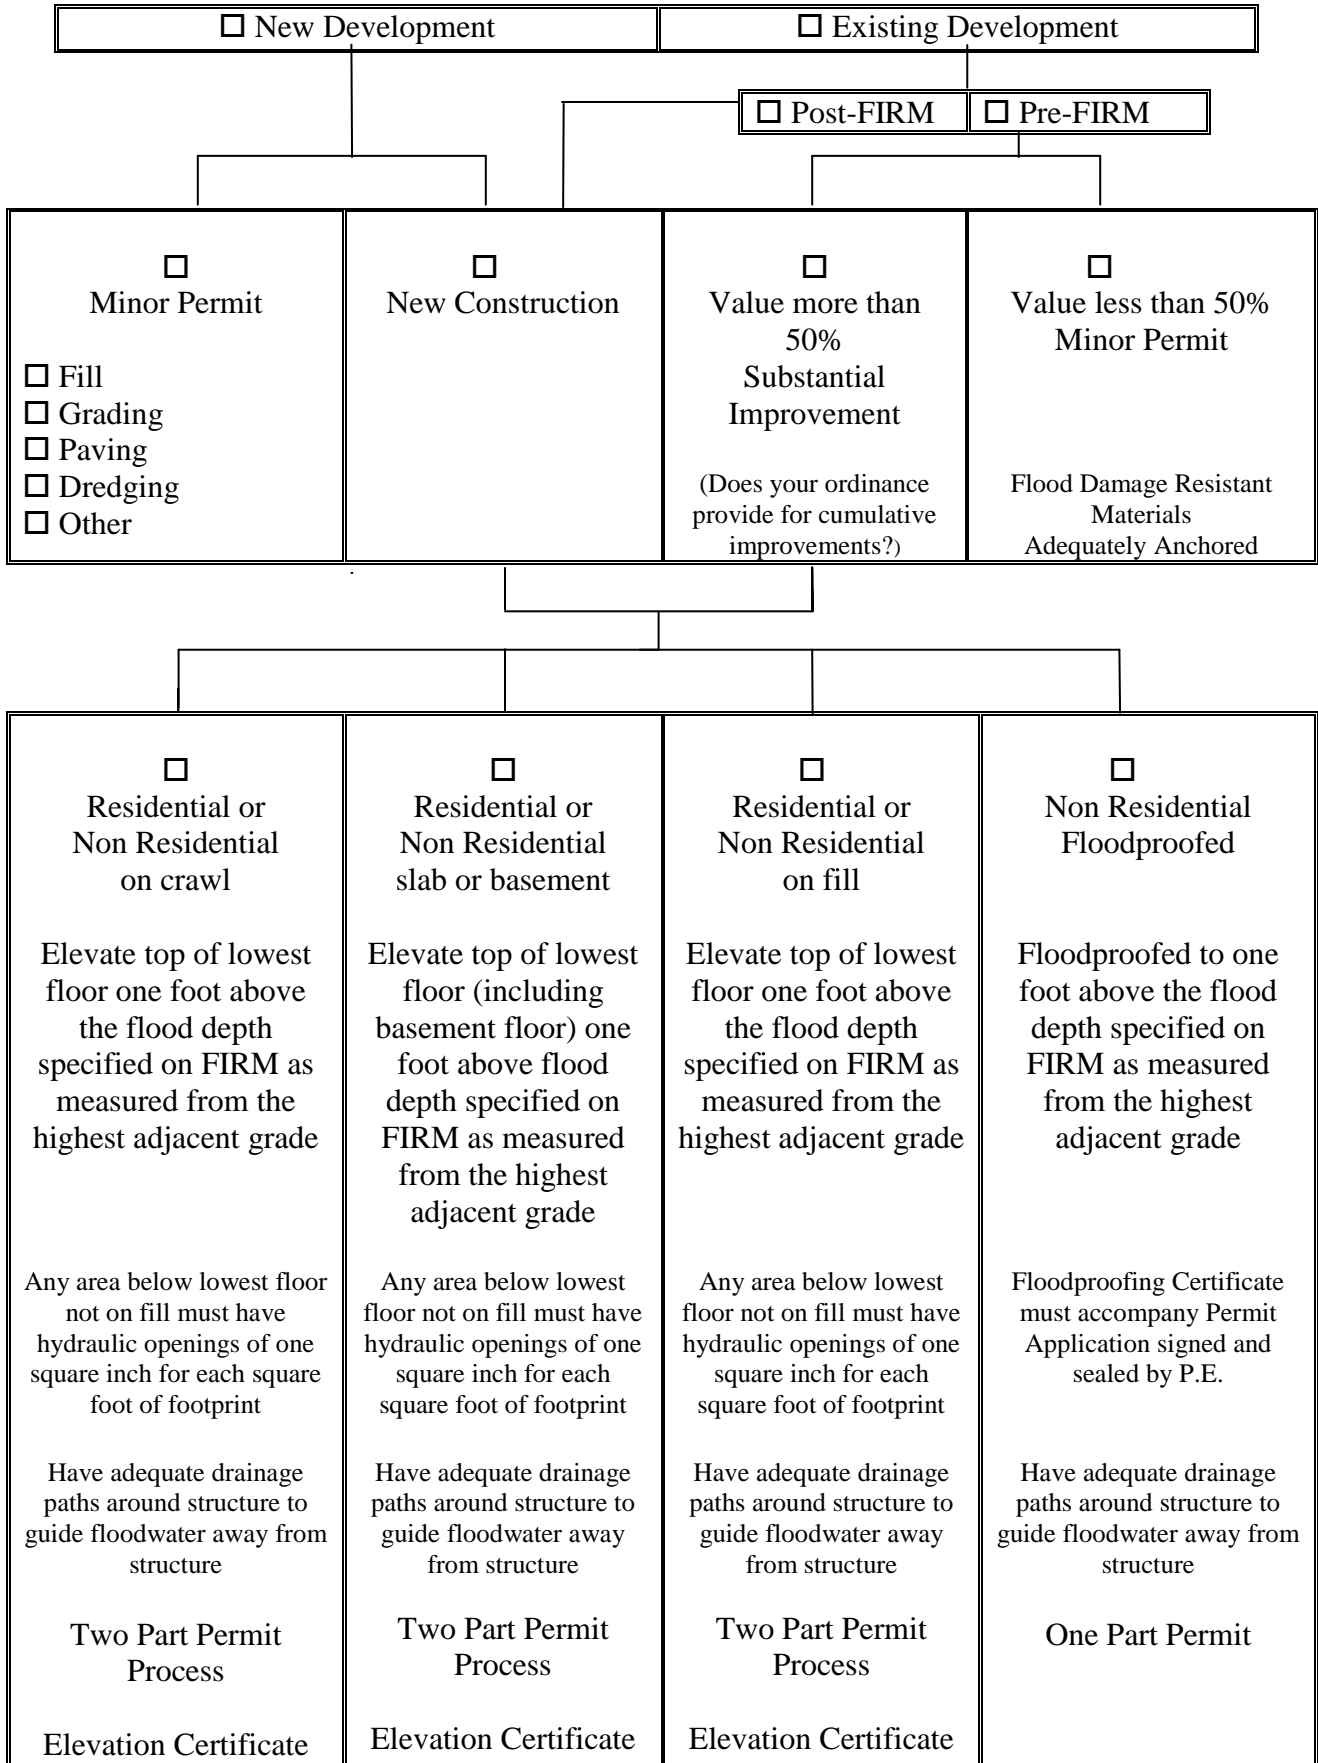 ☐ New Development
☐ Existing Development
☐ Post-FIRM
☐ Pre-FIRM
☐
Minor Permit
☐ Fill
☐ Grading
☐ Paving
☐ Dredging
☐ Other
☐
New Construction
☐
Value more than
50%
Substantial
Improvement
(Does your ordinance
provide for cumulative
improvements?)
☐
Value less than 50%
Minor Permit
Flood Damage Resistant
Materials
Adequately Anchored
☐
Residential or
Non Residential
on crawl
Elevate top of lowest
floor one foot above
the flood depth
specified on FIRM as
measured from the
highest adjacent grade
Any area below lowest floor
not on fill must have
hydraulic openings of one
square inch for each square
foot of footprint
Have adequate drainage
paths around structure to
guide floodwater away from
structure
Two Part Permit
Process
Elevation Certificate
☐
Residential or
Non Residential
slab or basement
Elevate top of lowest
floor (including
basement floor) one
foot above flood
depth specified on
FIRM as measured
from the highest
adjacent grade
Any area below lowest
floor not on fill must have
hydraulic openings of one
square inch for each
square foot of footprint
Have adequate drainage
paths around structure to
guide floodwater away
from structure
Two Part Permit
Process
Elevation Certificate
☐
Residential or
Non Residential
on fill
Elevate top of lowest
floor one foot above
the flood depth
specified on FIRM as
measured from the
highest adjacent grade
Any area below lowest
floor not on fill must have
hydraulic openings of one
square inch for each
square foot of footprint
Have adequate drainage
paths around structure to
guide floodwater away
from structure
Two Part Permit
Process
Elevation Certificate
☐
Non Residential
Floodproofed
Floodproofed to one
foot above the flood
depth specified on
FIRM as measured
from the highest
adjacent grade
Floodproofing Certificate
must accompany Permit
Application signed and
sealed by P.E.
Have adequate drainage
paths around structure to
guide floodwater away from
structure
One Part Permit